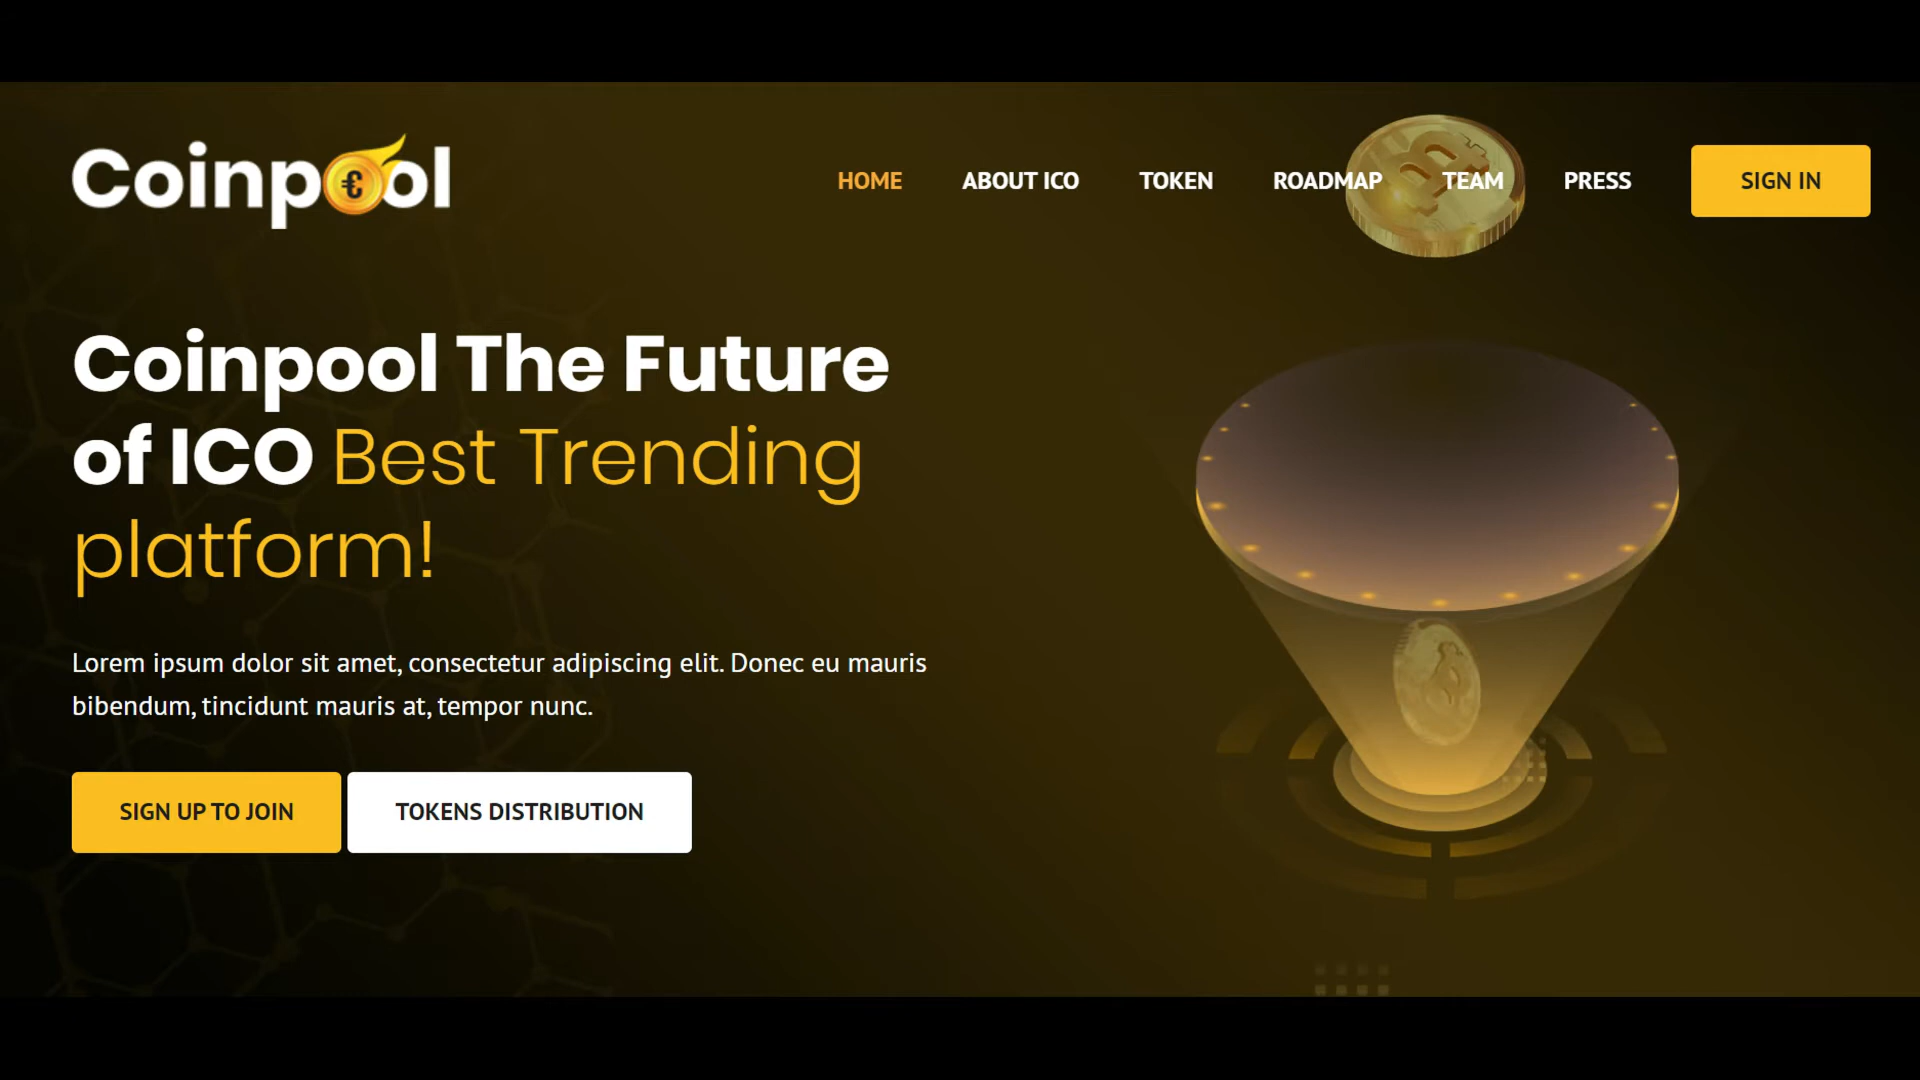 Coinpool
HOME ABOUT ICO TOKEN ROADMAP TEAM PRESS SIGN IN
Coinpool The Future
of ICO Best Trending
platform!
Lorem ipsum dolor sit amet, consectetur adipiscing elit. Donec eu mauris
bibendum, tincidunt mauris at, tempor nunc.
SIGN UP TO JOIN TOKENS DISTRIBUTION